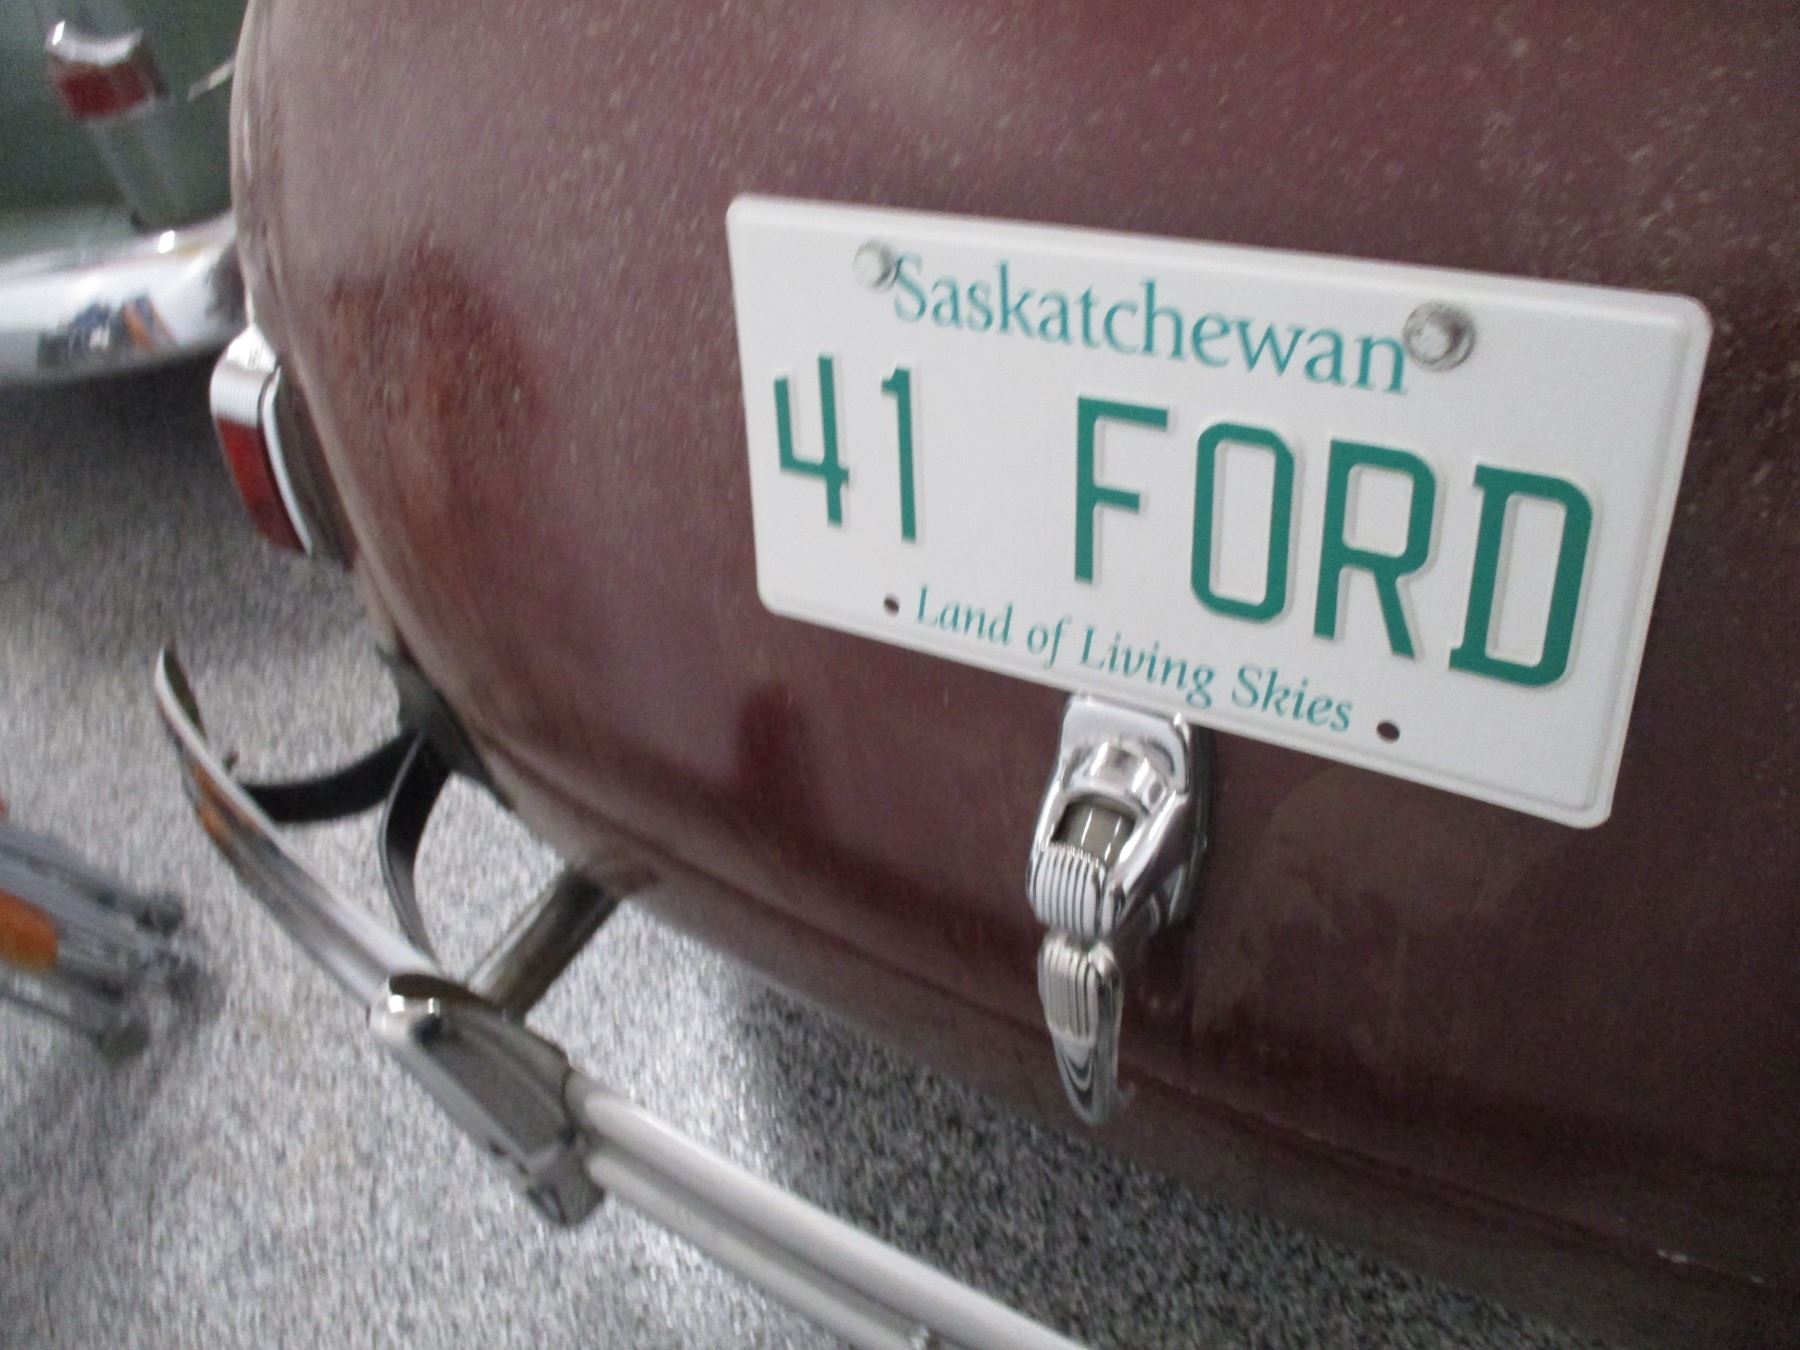 Saskatchewan
41 FORD
Land of Living Skies